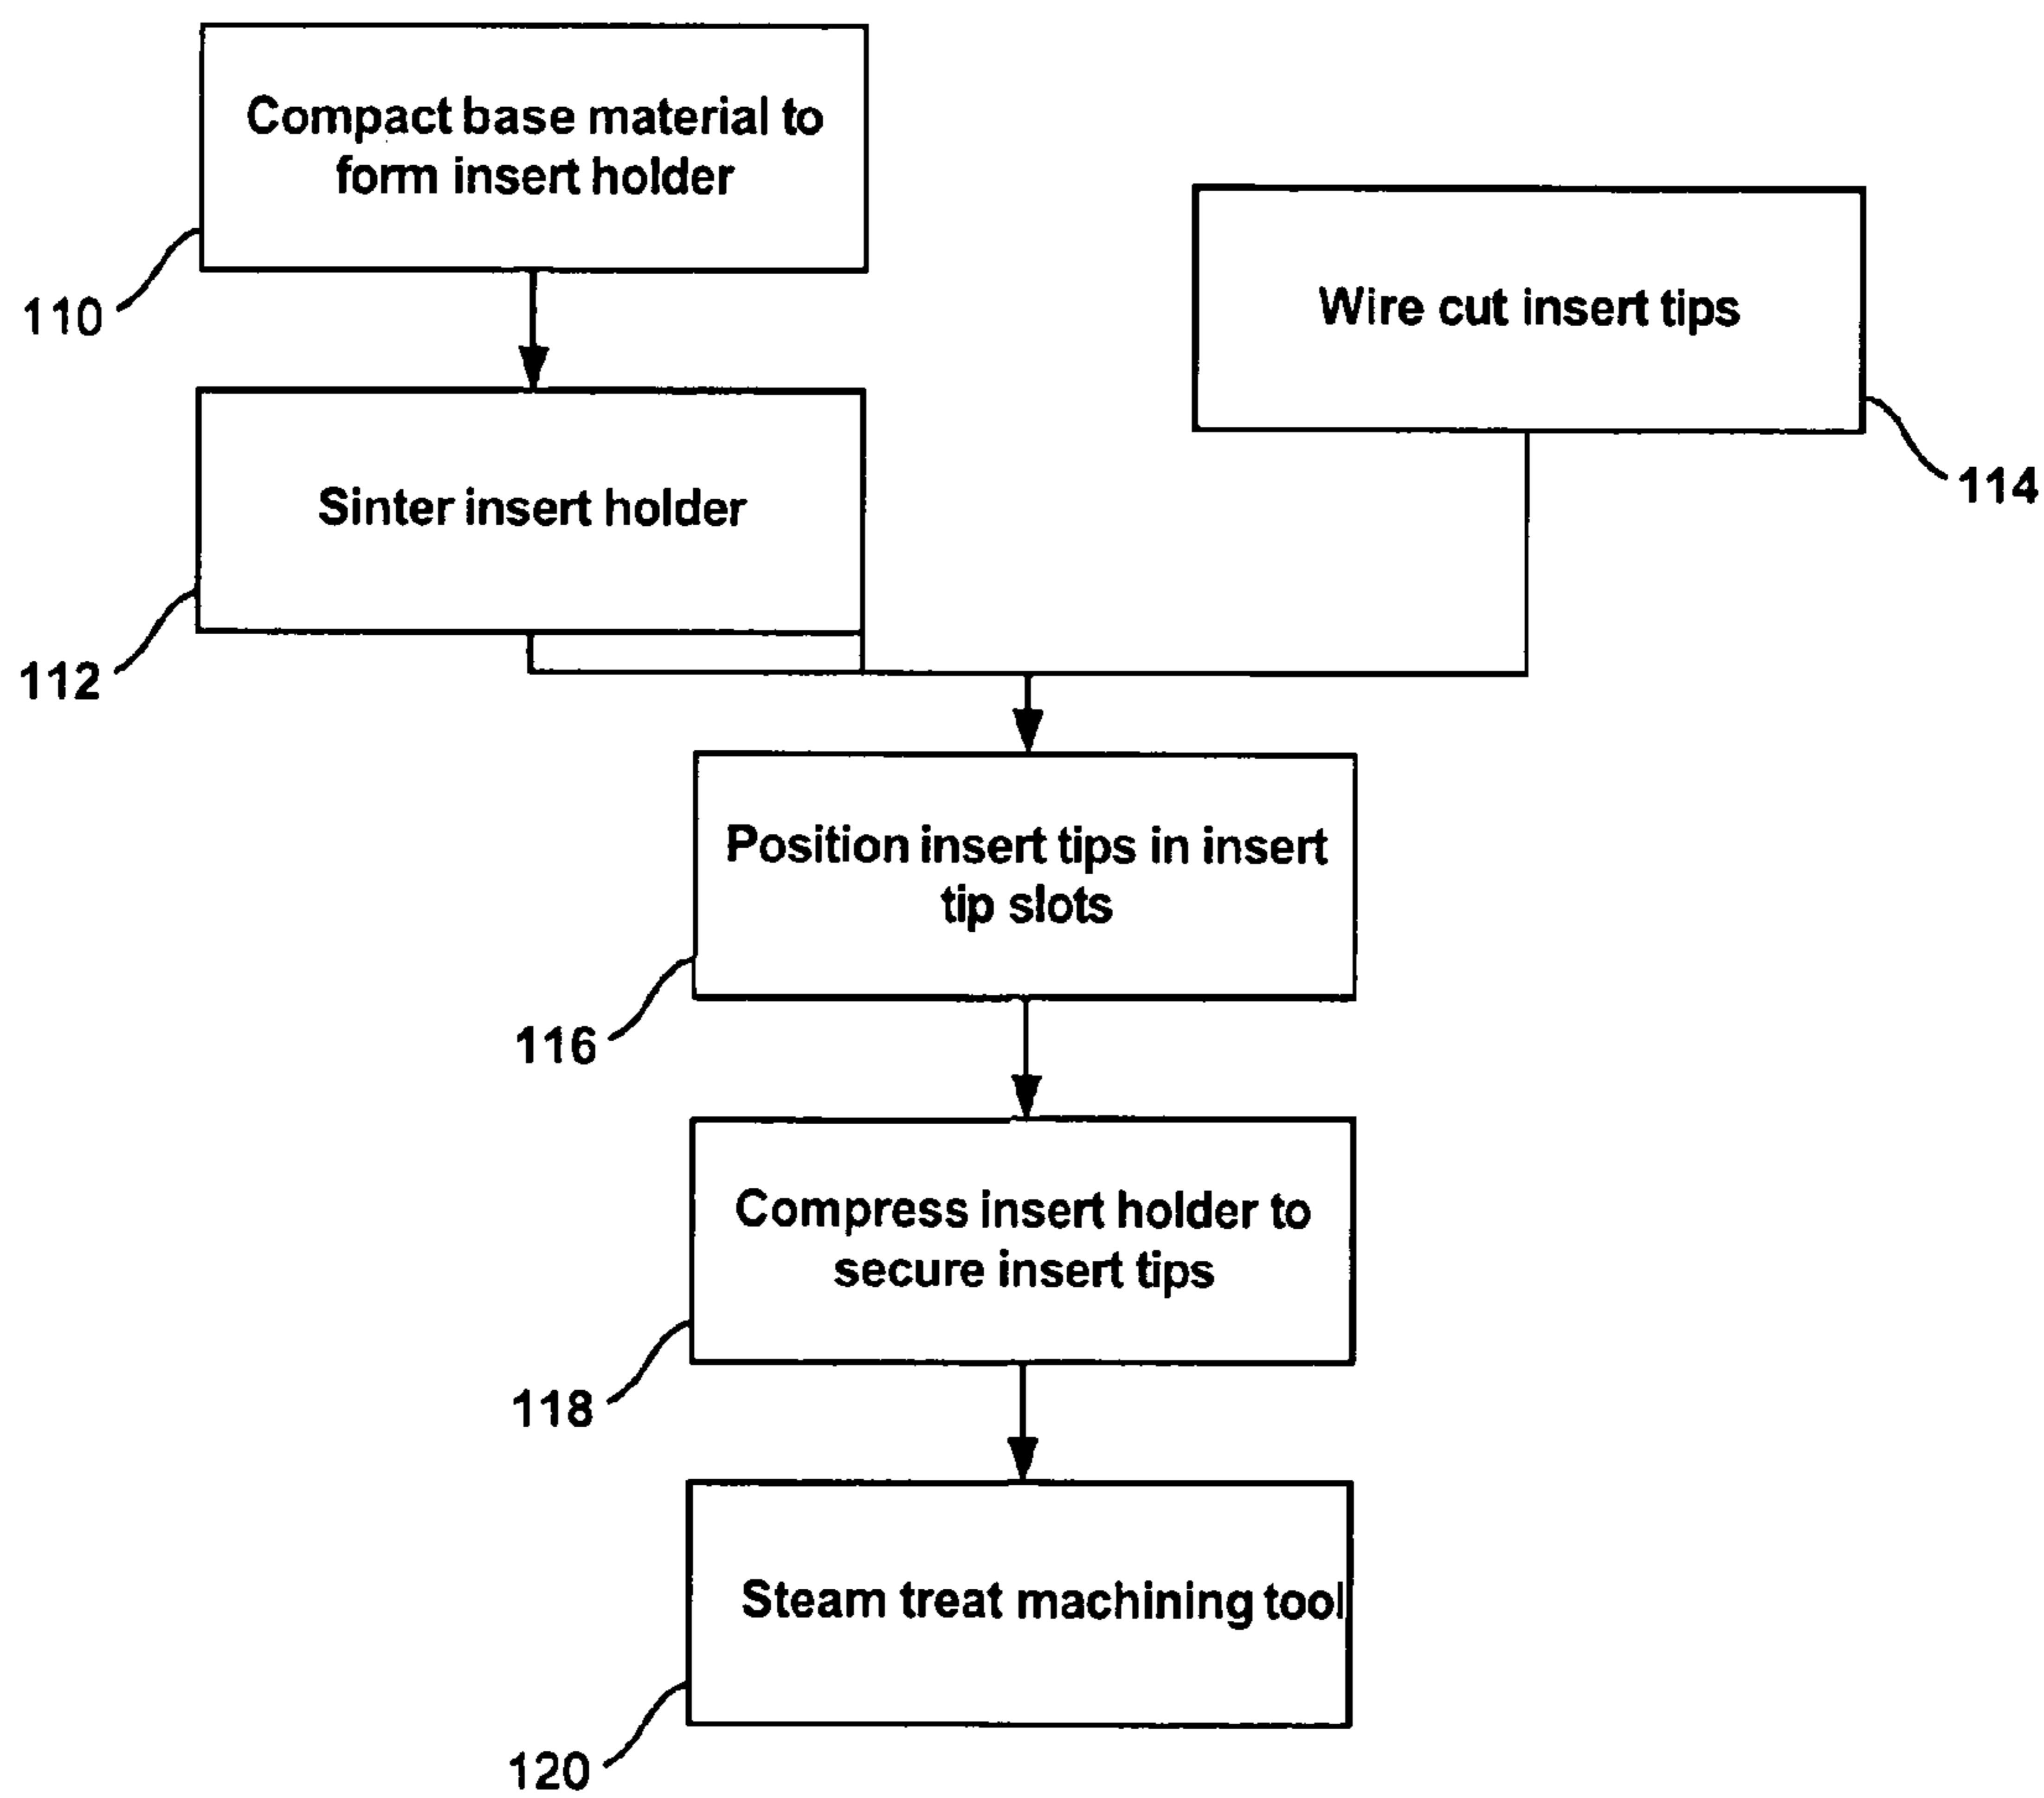 Compact base material to
form insert holder
110
Wire cut insert tips
114
Sinter insert holder
112
Position insert tips in insert
tip slots
116
Compress insert holder to
secure insert tips
118
Steam treat machining tool
120